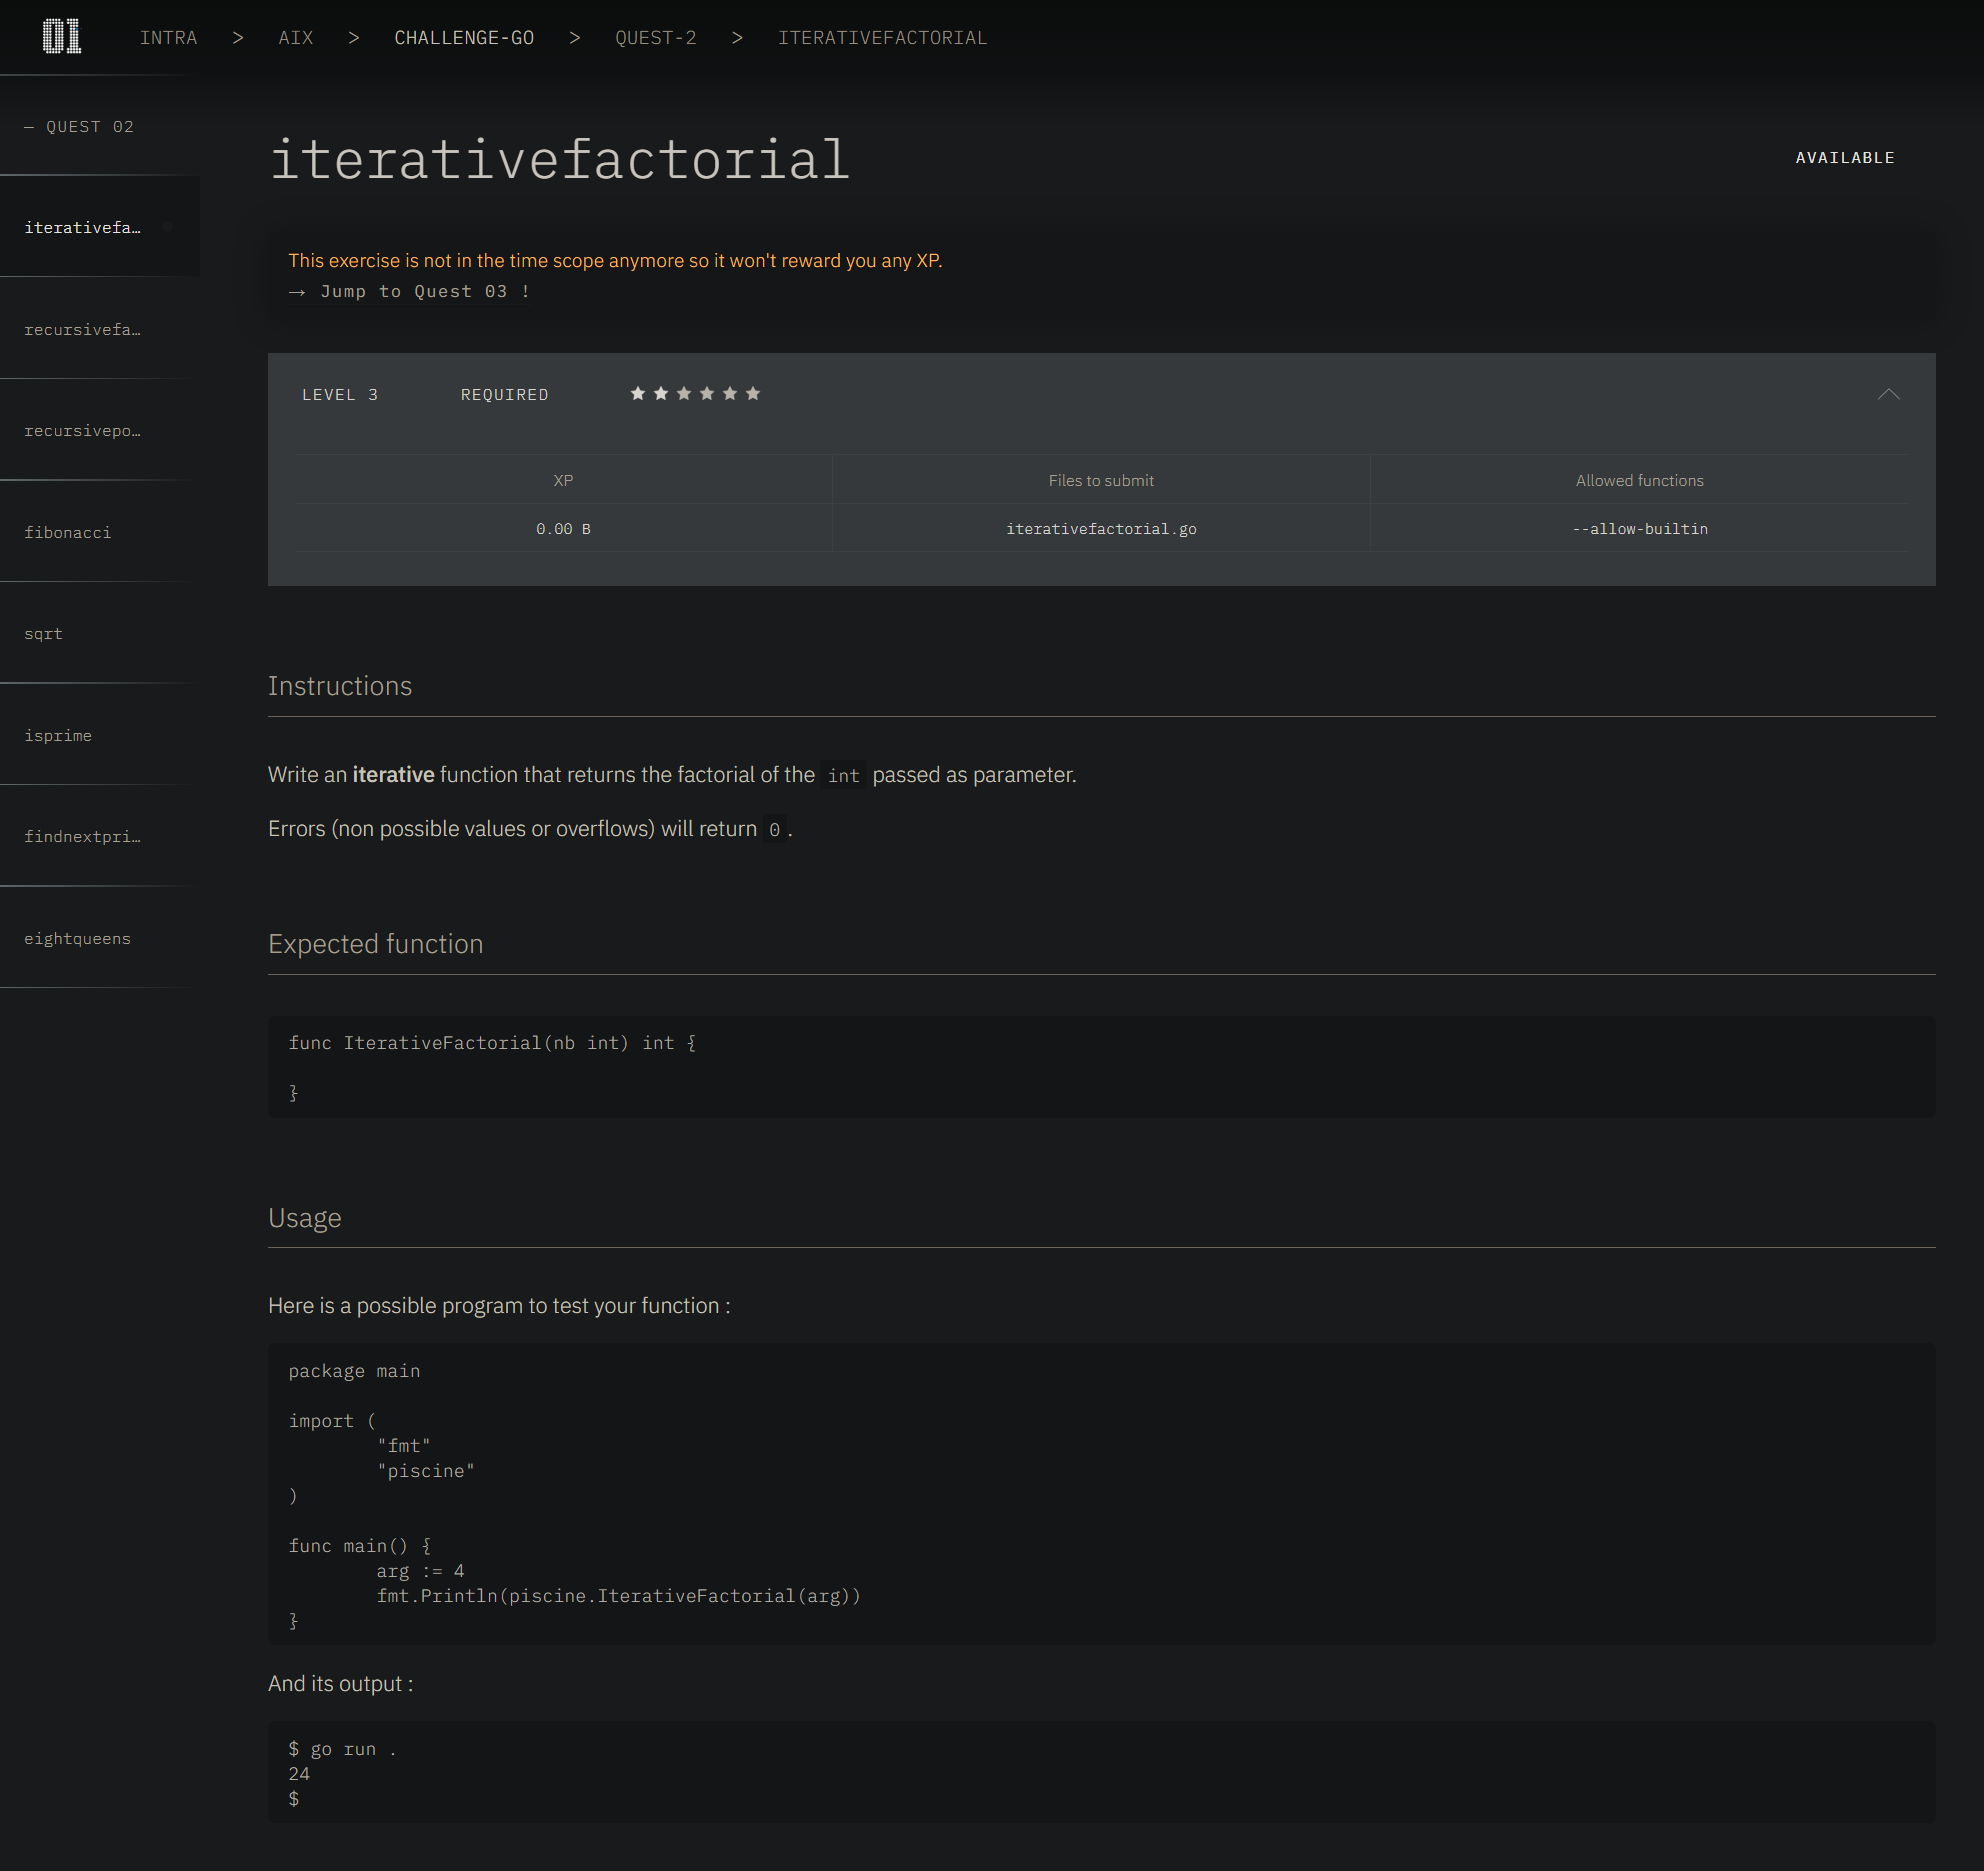 01
INTRA > AIX > CHALLENGE-GO > QUEST-2 > ITERATIVEFACTORIAL
— QUEST 02
iterativefa…
recursivefa…
recursivepo…
fibonacci
sqrt
isprime
findnextpri…
eightqueens
iterativefactorial
AVAILABLE
This exercise is not in the time scope anymore so it won't reward you any XP.
→ Jump to Quest 03 !
LEVEL 3 REQUIRED ★★★★★★
XP Files to submit Allowed functions
0.00 B iterativefactorial.go --allow-builtin
Instructions
Write an iterative function that returns the factorial of the int passed as parameter.
Errors (non possible values or overflows) will return 0.
Expected function
func IterativeFactorial(nb int) int {
}
Usage
Here is a possible program to test your function :
package main
import (
"fmt"
"piscine"
)
func main() {
arg := 4
fmt.Println(piscine.IterativeFactorial(arg))
}
And its output :
$ go run .
24
$